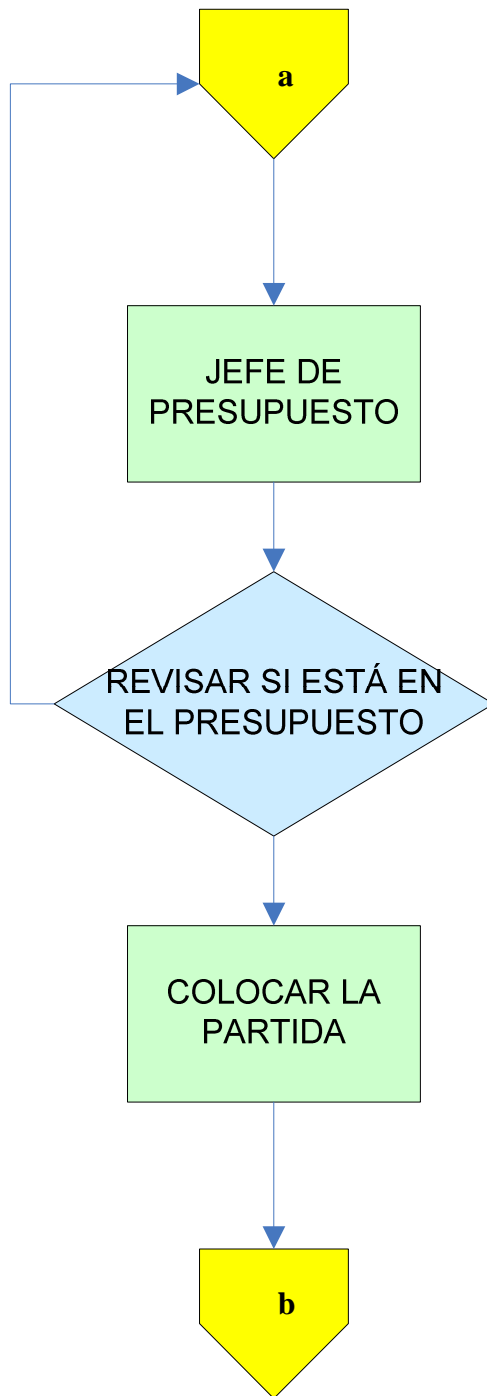 a
JEFE DE
PRESUPUESTO
REVISAR SI ESTÁ EN
EL PRESUPUESTO
COLOCAR LA
PARTIDA
b